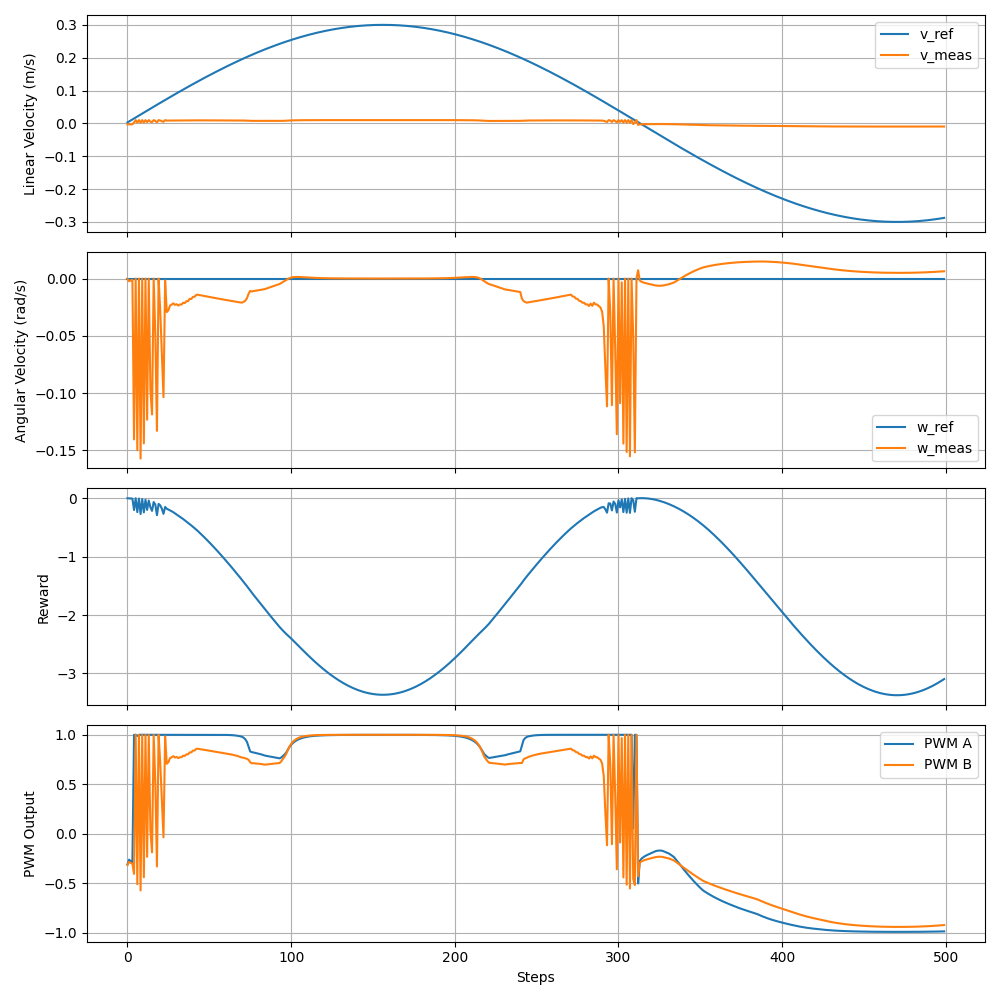 0.3
0.2
0.1
0.0
−0.1
−0.2
−0.3
Linear Velocity (m/s)
v_ref
v_meas
0.00
−0.05
−0.10
−0.15
Angular Velocity (rad/s)
w_ref
w_meas
0
−1
−2
−3
Reward
1.0
0.5
0.0
−0.5
−1.0
PWM Output
PWM A
PWM B
0 100 200 300 400 500
Steps